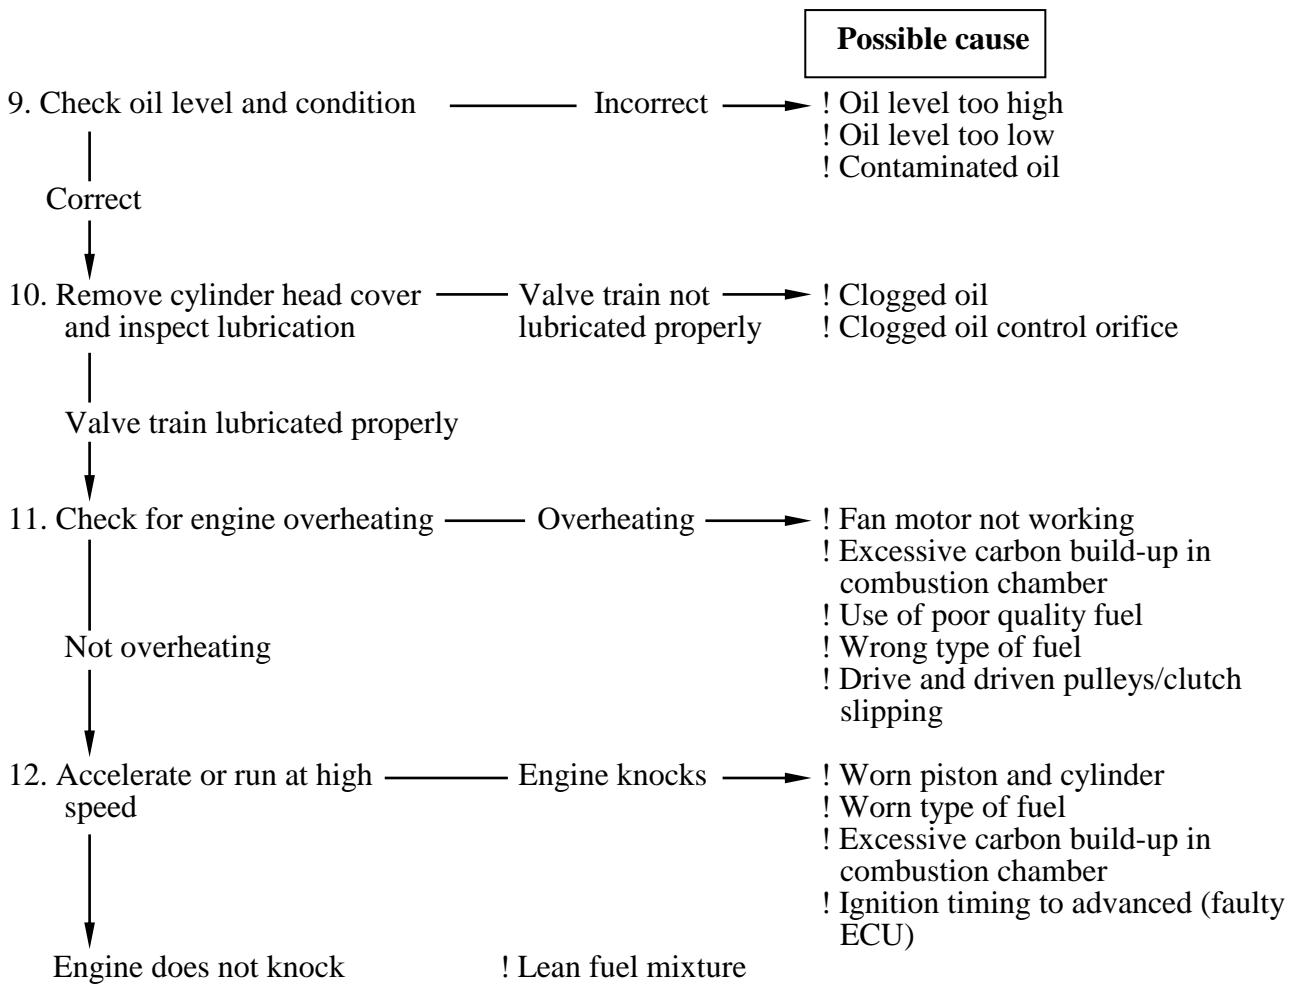 Possible cause
9. Check oil level and condition
Incorrect
! Oil level too high
! Oil level too low
! Contaminated oil
Correct
10. Remove cylinder head cover
and inspect lubrication
Valve train not
lubricated properly
! Clogged oil
! Clogged oil control orifice
Valve train lubricated properly
11. Check for engine overheating
Overheating
! Fan motor not working
! Excessive carbon build-up in
combustion chamber
! Use of poor quality fuel
! Wrong type of fuel
! Drive and driven pulleys/clutch
slipping
Not overheating
12. Accelerate or run at high
speed
Engine knocks
! Worn piston and cylinder
! Worn type of fuel
! Excessive carbon build-up in
combustion chamber
! Ignition timing to advanced (faulty
ECU)
Engine does not knock
! Lean fuel mixture